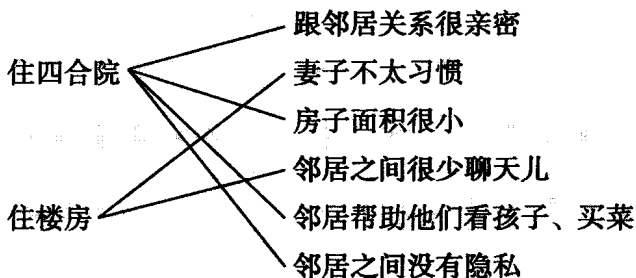 跟邻居关系很亲密
住四合院
妻子不太习惯
房子面积很小
邻居之间很少聊天儿
住楼房
邻居帮助他们看孩子、买菜
邻居之间没有隐私